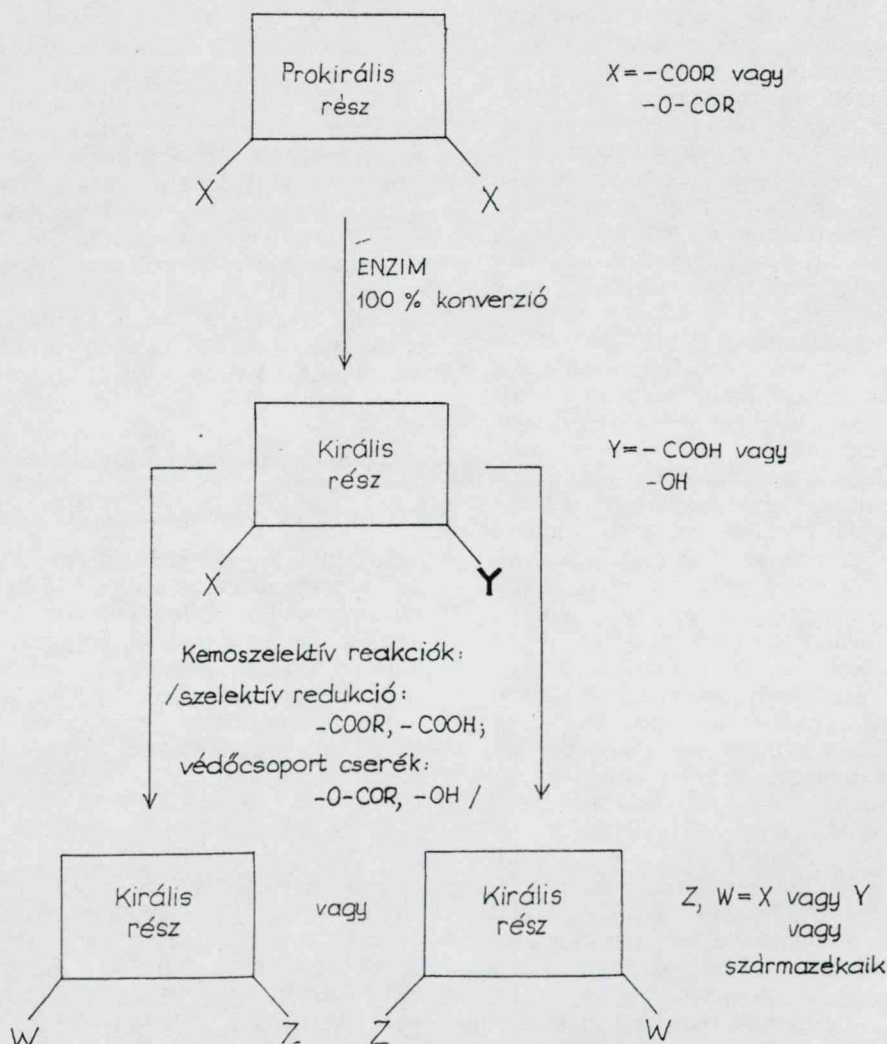 Prokirális
rész
X = -COOR vagy
-O-COR
X
X
ENZIM
100 % konverzió
Királis
rész
Y = - COOH vagy
-OH
X
Y
Kemoszelektív reakciók:
/szelektív redukció:
-COOR, -COOH;
védőcsoport cserék:
-O-COR, -OH /
Királis
rész
vagy
Királis
rész
Z, W = X vagy Y
vagy
származékaik
W
Z
Z
W